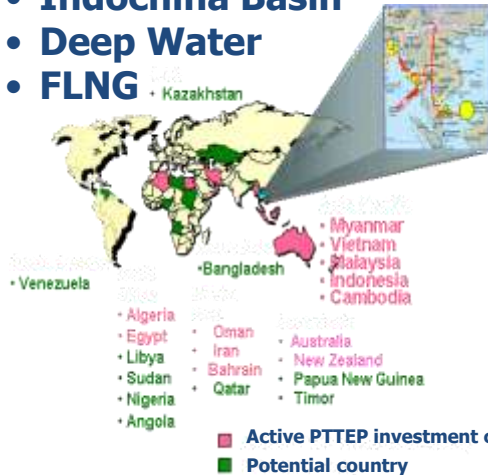 • Indochina Basin
• Deep Water
• FLNG
• Kazakhstan
• Myanmar
• Vietnam
• Malaysia
• Indonesia
• Cambodia
• Bangladesh
• Venezuela
• Algeria
• Egypt
• Libya
• Sudan
• Nigeria
• Angola
• Oman
• Iran
• Bahrain
• Qatar
• Australia
• New Zealand
• Papua New Guinea
• Timor
Active PTTEP investment
Potential country